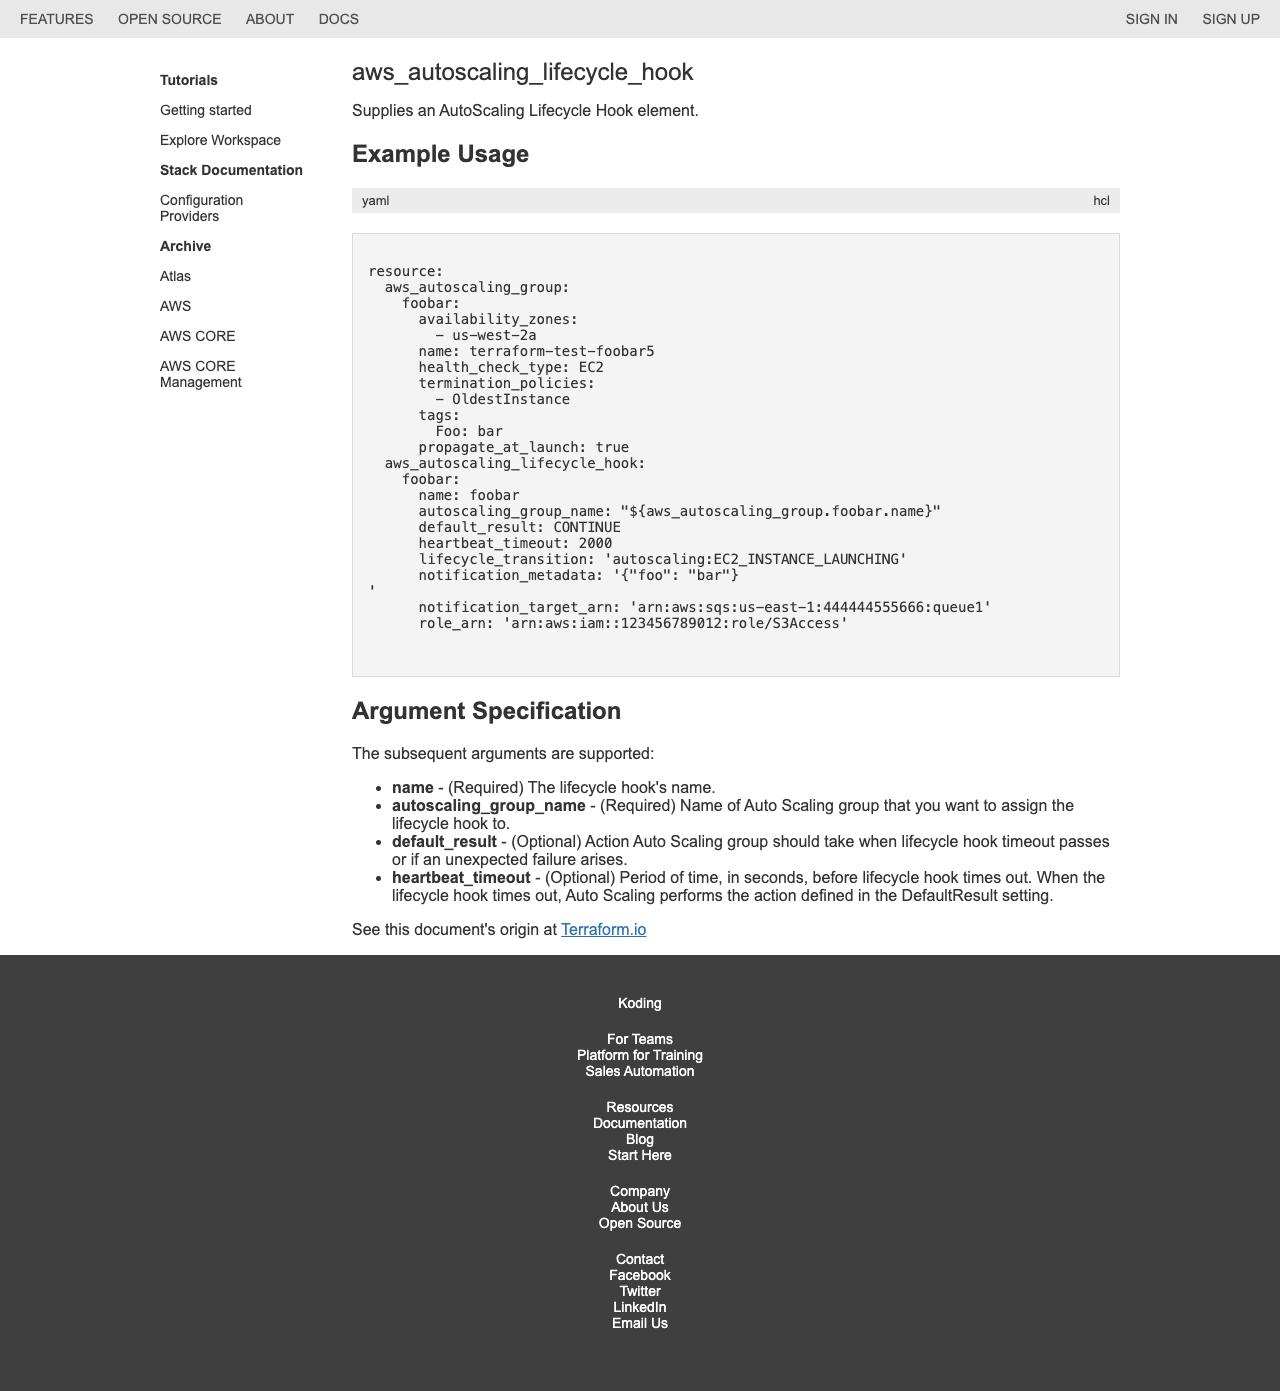 FEATURES OPEN SOURCE ABOUT DOCS SIGN IN SIGN UP
Tutorials
Getting started
Explore Workspace
Stack Documentation
Configuration
Providers
Archive
Atlas
AWS
AWS CORE
AWS CORE
Management
aws_autoscaling_lifecycle_hook
Supplies an AutoScaling Lifecycle Hook element.
Example Usage
yaml hcl
resource:
  aws_autoscaling_group:
    foobar:
      availability_zones:
        - us-west-2a
      name: terraform-test-foobar5
      health_check_type: EC2
      termination_policies:
        - OldestInstance
      tags:
        Foo: bar
      propagate_at_launch: true
  aws_autoscaling_lifecycle_hook:
    foobar:
      name: foobar
      autoscaling_group_name: "${aws_autoscaling_group.foobar.name}"
      default_result: CONTINUE
      heartbeat_timeout: 2000
      lifecycle_transition: 'autoscaling:EC2_INSTANCE_LAUNCHING'
      notification_metadata: '{"foo": "bar"}
'
      notification_target_arn: 'arn:aws:sqs:us-east-1:444444555666:queue1'
      role_arn: 'arn:aws:iam::123456789012:role/S3Access'
Argument Specification
The subsequent arguments are supported:
• name - (Required) The lifecycle hook's name.
• autoscaling_group_name - (Required) Name of Auto Scaling group that you want to assign the
lifecycle hook to.
• default_result - (Optional) Action Auto Scaling group should take when lifecycle hook timeout passes
or if an unexpected failure arises.
• heartbeat_timeout - (Optional) Period of time, in seconds, before lifecycle hook times out. When the
lifecycle hook times out, Auto Scaling performs the action defined in the DefaultResult setting.
See this document's origin at Terraform.io
Koding
For Teams
Platform for Training
Sales Automation
Resources
Documentation
Blog
Start Here
Company
About Us
Open Source
Contact
Facebook
Twitter
LinkedIn
Email Us